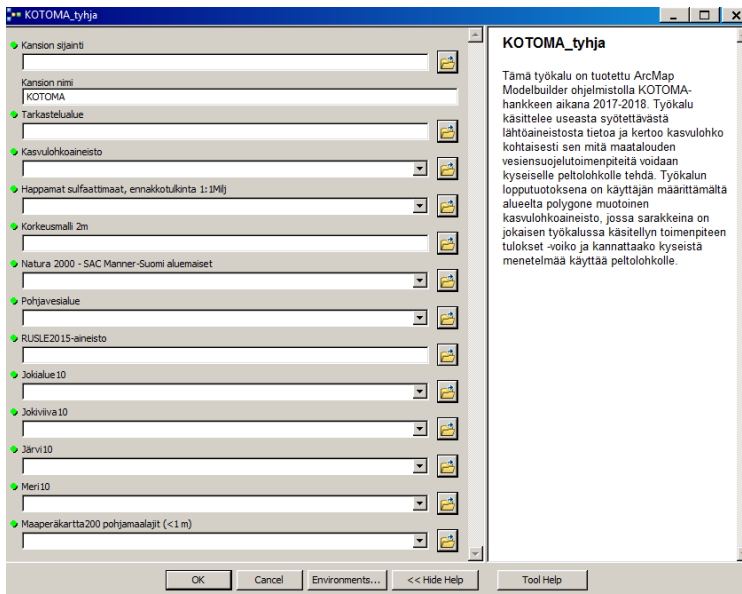 KOTOMA_tyhja
Kansion sijainti
Kansion nimi
KOTOMA
Tarkastelualue
Kasvulohkoaineisto
Happamat sulfaattimaat, ennakkotulkinta 1:1Milj
Korkeusmalli 2m
Natura 2000 - SAC Manner-Suomi aluemaiset
Pohjavesialue
RUSLE2015-aineisto
Jokialue10
Jokiviiva10
Järvi10
Meri10
Maaperäkartta200 pohjamaalajit (<1 m)
KOTOMA_tyhja
Tämä työkalu on tuotettu ArcMap
Modelbuilder ohjelmistolla KOTOMA-
hankkeen aikana 2017-2018. Työkalu
käsittelee useasta syötettävästä
lähtöaineistosta tietoa ja kertoo kasvulohko
kohtaisesti sen mitä maatalouden
vesiensuojelutoimenpiteitä voidaan
kyseiselle peltolohkolle tehdä. Työkalun
lopputuotoksena on käyttäjän määrittämältä
alueelta polygone muotoinen
kasvulohkoaineisto, jossa sarakkeina on
jokaisen työkalussa käsitellyn toimenpiteen
tulokset -voiko ja kannattaako kyseistä
menetelmää käyttää peltolohkolle.
OK
Cancel
Environments...
<< Hide Help
Tool Help